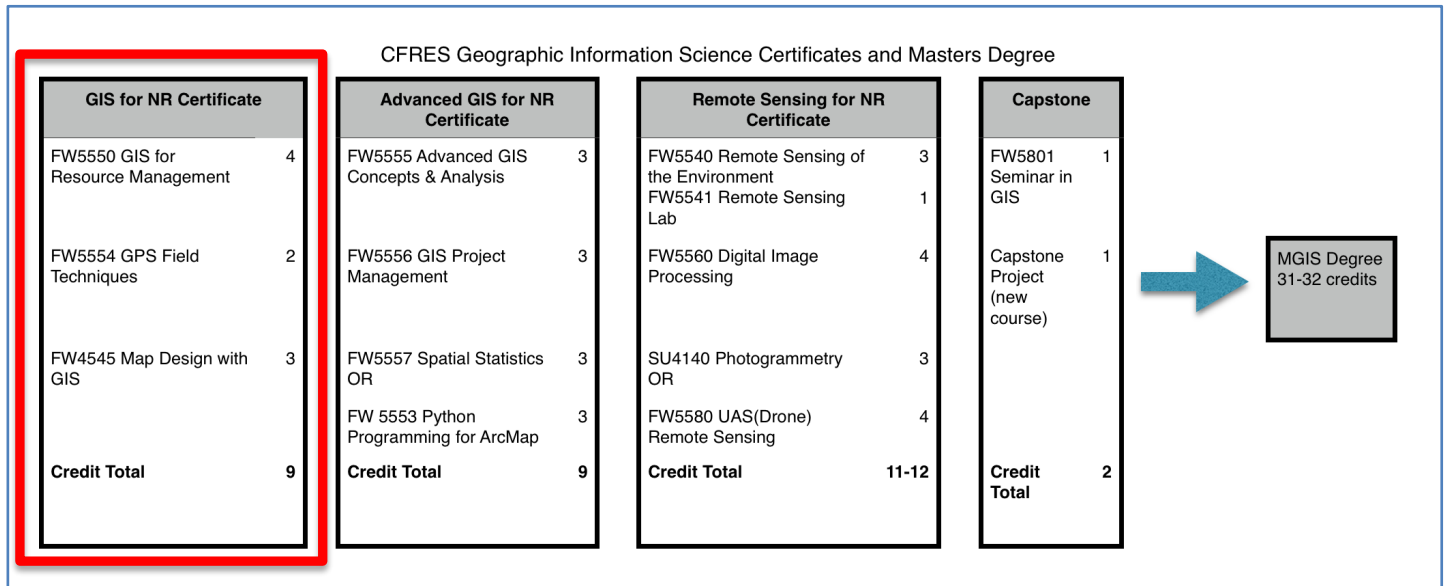 CFRES Geographic Information Science Certificates and Masters Degree
GIS for NR Certificate
FW5550 GIS for 4
Resource Management
FW5554 GPS Field 2
Techniques
FW4545 Map Design with 3
GIS
Credit Total 9
Advanced GIS for NR
Certificate
FW5555 Advanced GIS 3
Concepts & Analysis
FW5556 GIS Project 3
Management
FW5557 Spatial Statistics 3
OR
FW 5553 Python 3
Programming for ArcMap
Credit Total 9
Remote Sensing for NR
Certificate
FW5540 Remote Sensing of 3
the Environment
FW5541 Remote Sensing 1
Lab
FW5560 Digital Image 4
Processing
SU4140 Photogrammetry 3
OR
FW5580 UAS(Drone) 4
Remote Sensing
Credit Total 11-12
Capstone
FW5801 1
Seminar in
GIS
Capstone 1
Project
(new
course)
Credit 2
Total
MGIS Degree
31-32 credits